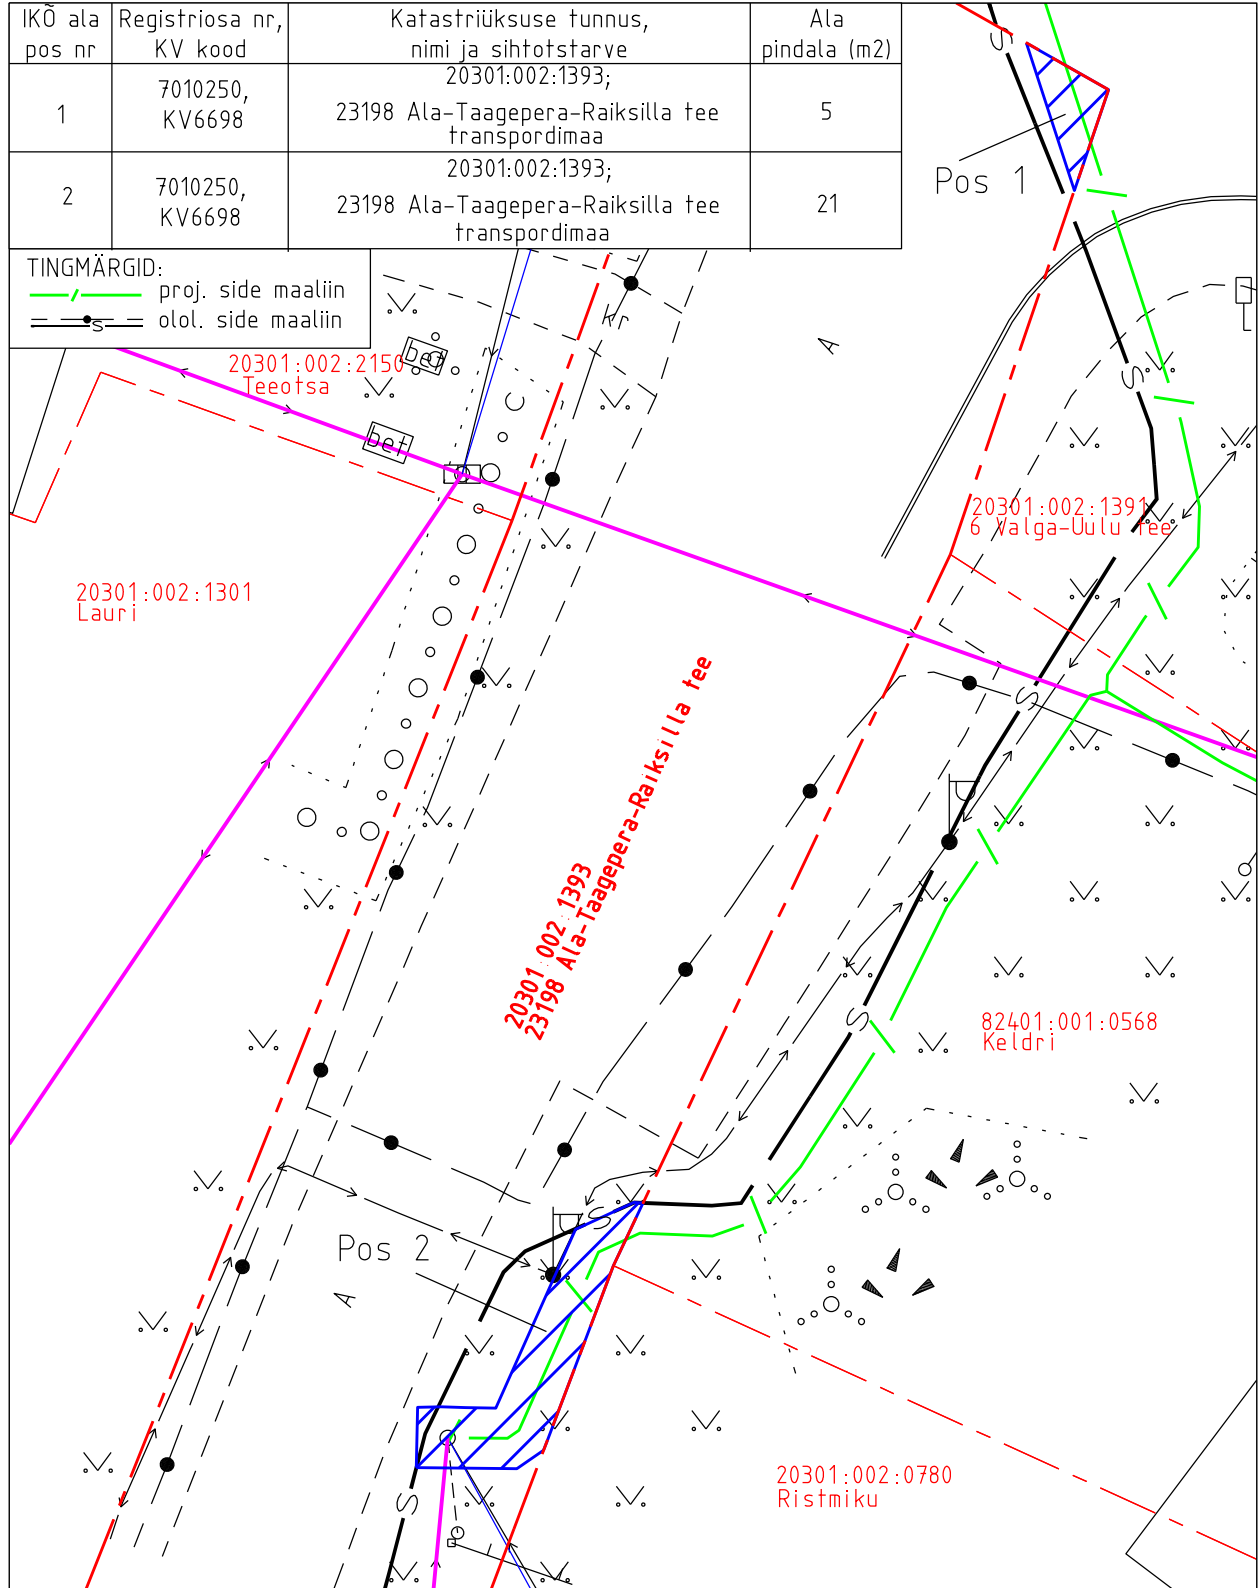 IKÕ ala
pos nr
Registriosa nr,
KV kood
Katastriüksuse tunnus,
nimi ja sihtotstarve
Ala
pindala (m2)
1
7010250,
KV6698
20301:002:1393;
23198 Ala-Taagepera-Raiksilla tee
transpordimaa
5
2
7010250,
KV6698
20301:002:1393;
23198 Ala-Taagepera-Raiksilla tee
transpordimaa
21
TINGMÄRGID:
proj. side maaliin
S
olol. side maaliin
S
Pos 1
kr
A
20301:002:2150
Teeotsa
bet
S
bet
20301:002:1391
6 Valga-Uulu tee
20301:002:1301
Lauri
S
20301:002:1393
23198 Ala-Taagepera-Raiksilla tee
S
82401:001:0568
Keldri
S
Pos 2
A
20301:002:0780
Ristmiku
S